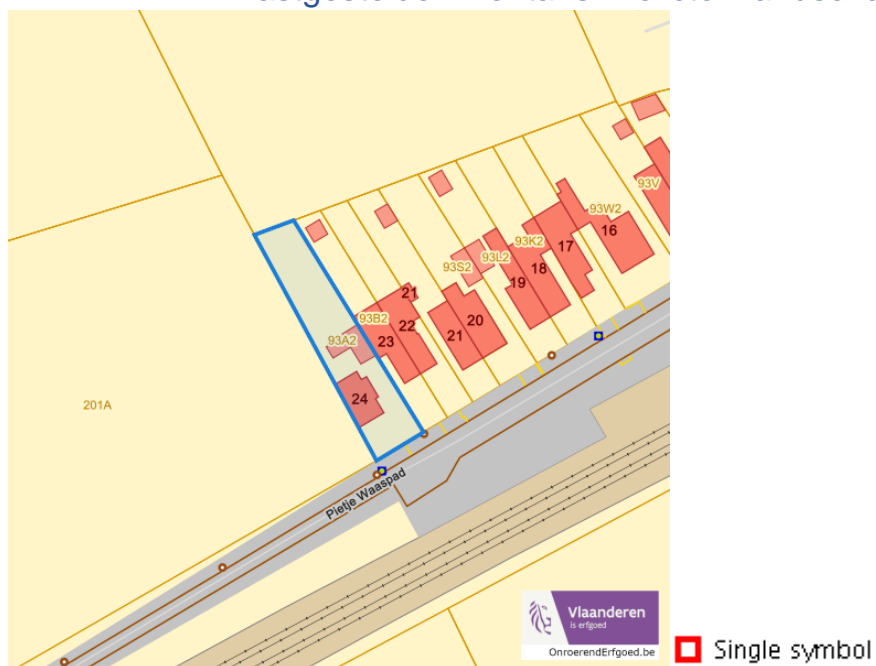 93V
93W2
16
17
93K2
18
93L2
19
93S2
20
21
21
93B2
22
23
93A2
24
201A
Pietje Waaspad
Vlaanderen
is erfgoed
OnroerendErfgoed.be
Single symbol